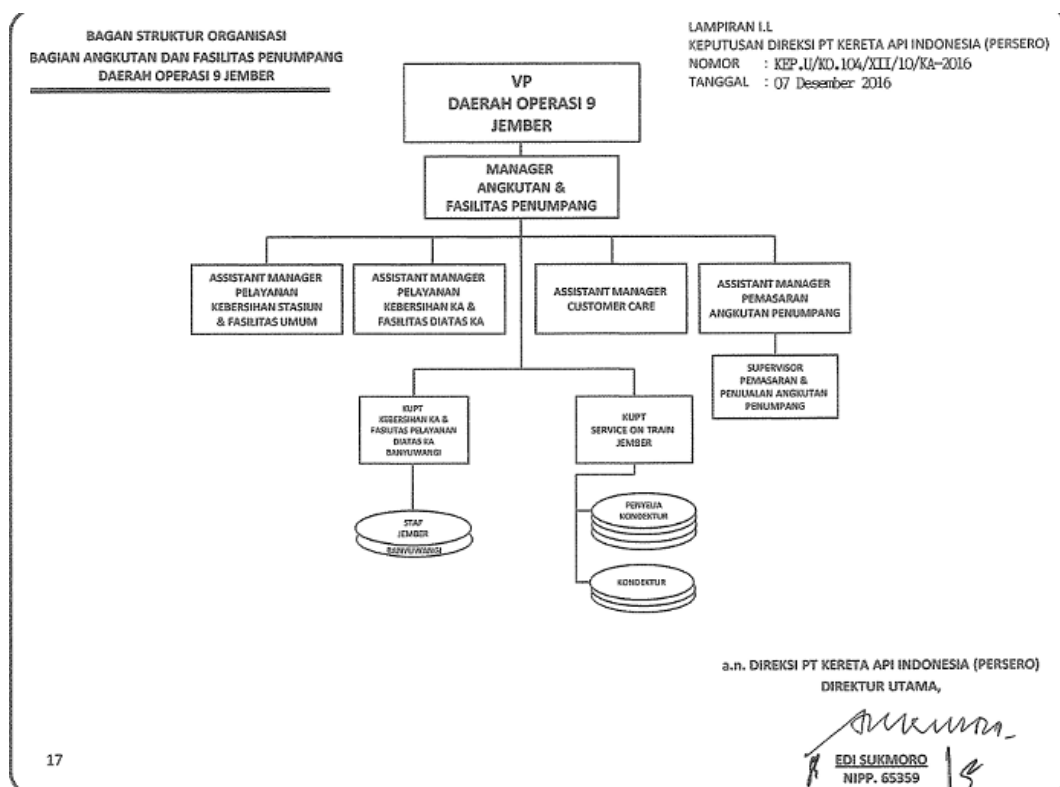 BAGAN STRUKTUR ORGANISASI
BAGIAN ANGKUTAN DAN FASILITAS PENUMPANG
DAERAH OPERASI 9 JEMBER
LAMPIRAN I.L
KEPUTUSAN DIREKSI PT KERETA API INDONESIA (PERSERO)
NOMOR : KEP.U/KO.104/XII/10/KA-2016
TANGGAL : 07 Desember 2016
VP
DAERAH OPERASI 9
JEMBER
MANAGER
ANGKUTAN &
FASILITAS PENUMPANG
ASSISTANT MANAGER
PELAYANAN
KEBERSIHAN STASIUN
& FASILITAS UMUM
ASSISTANT MANAGER
PELAYANAN
KEBERSIHAN KA &
FASILITAS DIATAS KA
ASSISTANT MANAGER
CUSTOMER CARE
ASSISTANT MANAGER
PEMASARAN
ANGKUTAN PENUMPANG
SUPERVISOR
PEMASARAN &
PENJUALAN ANGKUTAN
PENUMPANG
KUPT
KEBERSIHAN KA &
FASILITAS PELAYANAN
DIATAS KA
BANYUWANGI
KUPT
SERVICE ON TRAIN
JEMBER
STAF
JEMBER
BANYUWANGI
PENYELIA
KONDEKTUR
KONDEKTUR
a.n. DIREKSI PT KERETA API INDONESIA (PERSERO)
DIREKTUR UTAMA,
EDI SUKMORO
NIPP. 65359
17